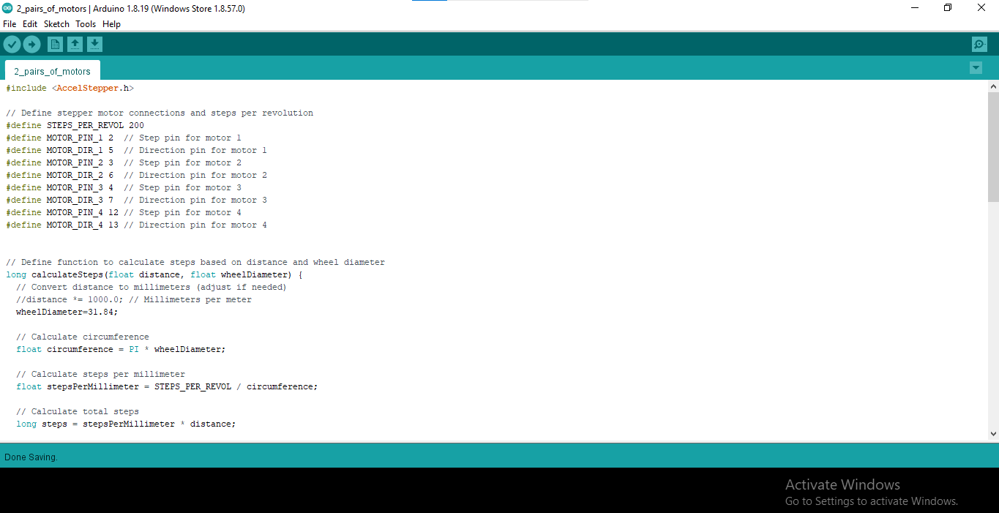 2_pairs_of_motors | Arduino 1.8.19 (Windows Store 1.8.57.0)
File Edit Sketch Tools Help
2_pairs_of_motors
#include <AccelStepper.h>
// Define stepper motor connections and steps per revolution
#define STEPS_PER_REVOL 200
#define MOTOR_PIN_1 2  // Step pin for motor 1
#define MOTOR_DIR_1 5  // Direction pin for motor 1
#define MOTOR_PIN_2 3  // Step pin for motor 2
#define MOTOR_DIR_2 6  // Direction pin for motor 2
#define MOTOR_PIN_3 4  // Step pin for motor 3
#define MOTOR_DIR_3 7  // Direction pin for motor 3
#define MOTOR_PIN_4 12 // Step pin for motor 4
#define MOTOR_DIR_4 13 // Direction pin for motor 4
// Define function to calculate steps based on distance and wheel diameter
long calculateSteps(float distance, float wheelDiameter) {
  // Convert distance to millimeters (adjust if needed)
  //distance *= 1000.0; // Millimeters per meter
  wheelDiameter=31.84;
  // Calculate circumference
  float circumference = PI * wheelDiameter;
  // Calculate steps per millimeter
  float stepsPerMillimeter = STEPS_PER_REVOL / circumference;
  // Calculate total steps
  long steps = stepsPerMillimeter * distance;
Done Saving.
Activate Windows
Go to Settings to activate Windows.